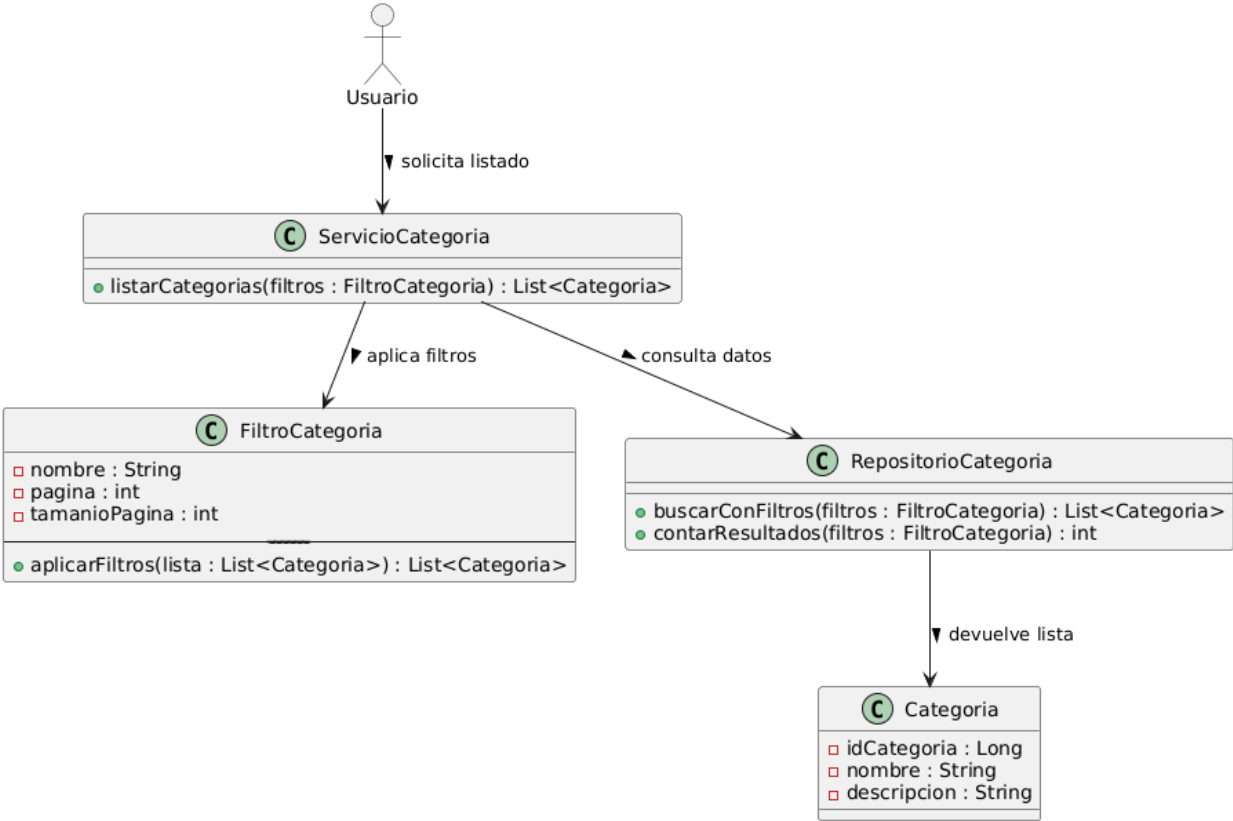 Usuario
solicita listado
C ServicioCategoria
listarCategorias(filtros : FiltroCategoria) : List<Categoria>
aplica filtros
consulta datos
C FiltroCategoria
nombre : String
pagina : int
tamanioPagina : int
aplicarFiltros(lista : List<Categoria>) : List<Categoria>
C RepositorioCategoria
buscarConFiltros(filtros : FiltroCategoria) : List<Categoria>
contarResultados(filtros : FiltroCategoria) : int
devuelve lista
C Categoria
idCategoria : Long
nombre : String
descripcion : String